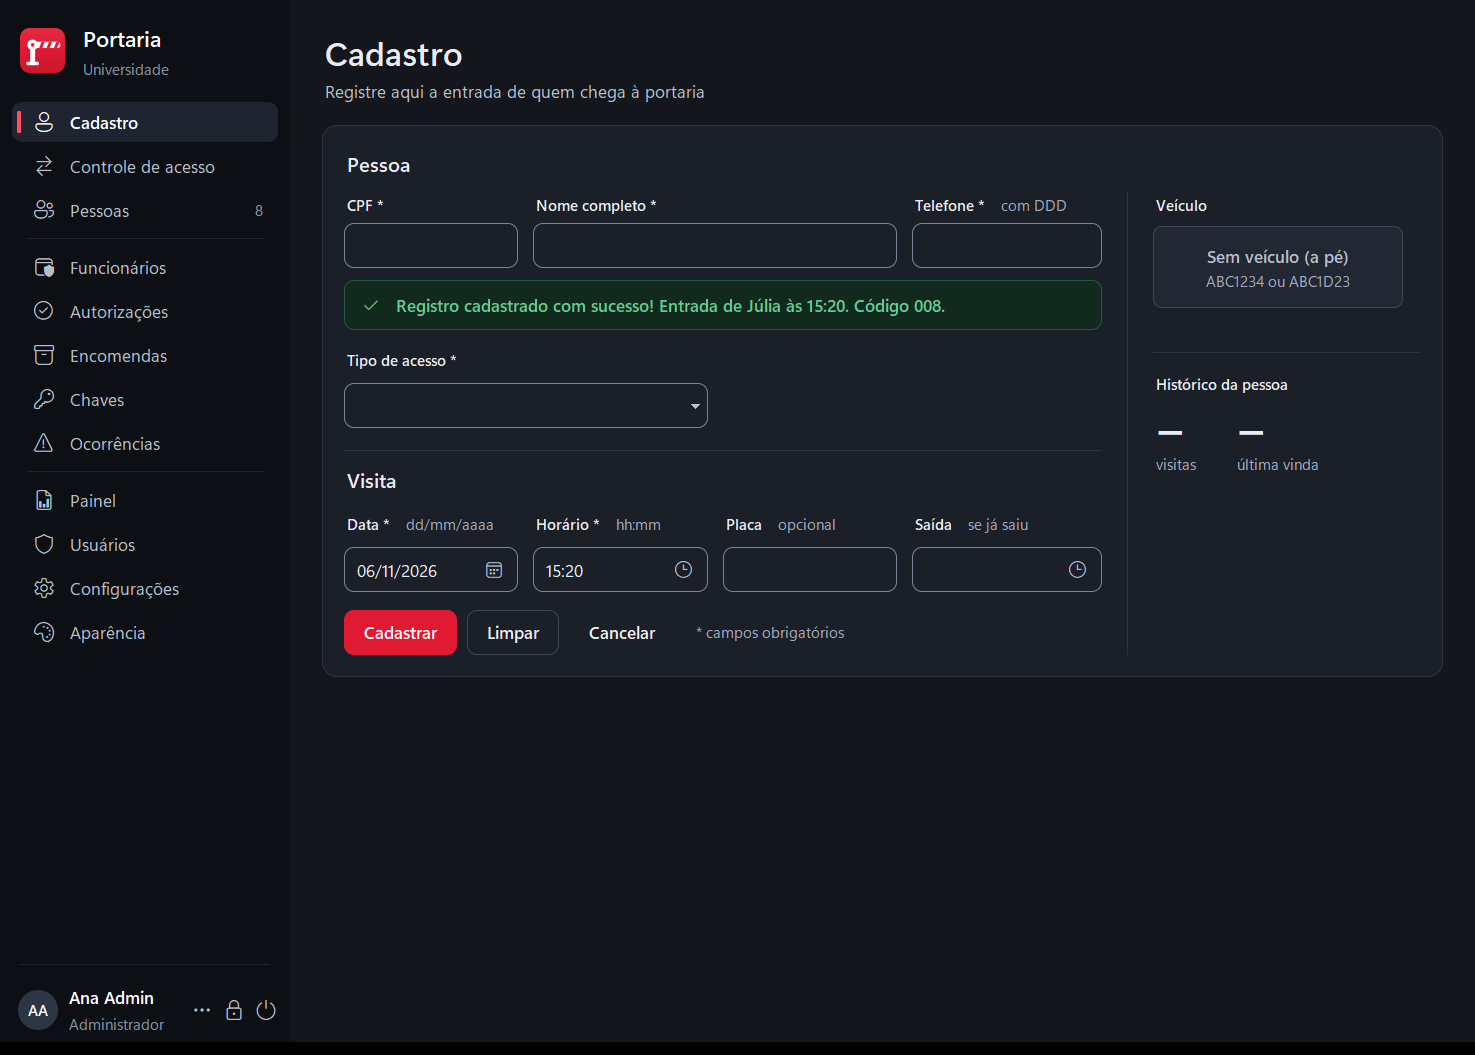 Portaria
Universidade
Cadastro
Controle de acesso
Pessoas 8
Funcionários
Autorizações
Encomendas
Chaves
Ocorrências
Painel
Usuários
Configurações
Aparência
AA
Ana Admin
Administrador
Cadastro
Registre aqui a entrada de quem chega à portaria
Pessoa
CPF * Nome completo * Telefone * com DDD
Registro cadastrado com sucesso! Entrada de Júlia às 15:20. Código 008.
Tipo de acesso *
Visita
Data * dd/mm/aaaa Horário * hh:mm Placa opcional Saída se já saiu
06/11/2026 15:20
Cadastrar Limpar Cancelar * campos obrigatórios
Veículo
Sem veículo (a pé)
ABC1234 ou ABC1D23
Histórico da pessoa
— —
visitas última vinda